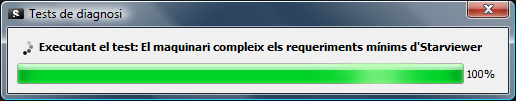 Tests de diagnosi
Executant el test: El maquinari compleix els requeriments mínims d'Starviewer
100%